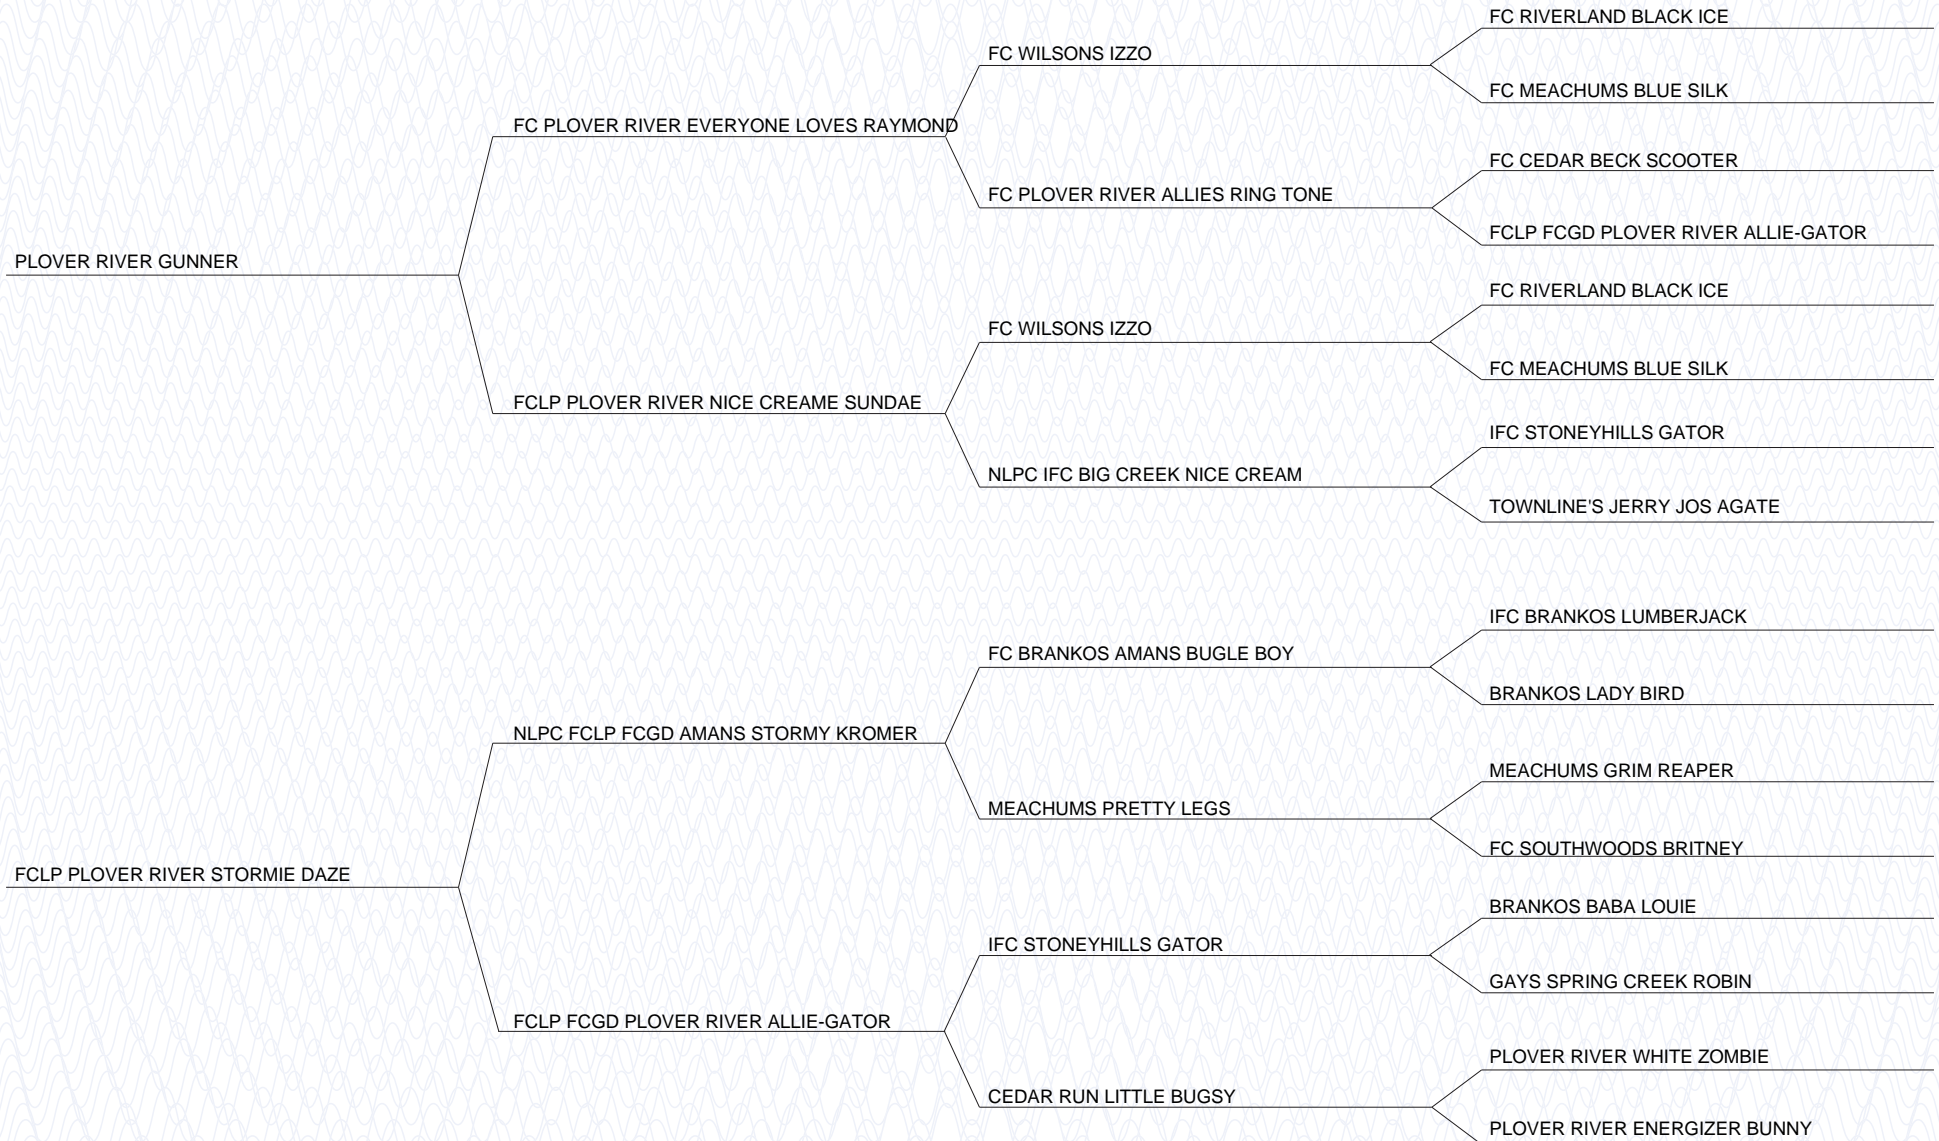 FC RIVERLAND BLACK ICE
FC WILSONS IZZO
FC MEACHUMS BLUE SILK
FC PLOVER RIVER EVERYONE LOVES RAYMOND
FC CEDAR BECK SCOOTER
FC PLOVER RIVER ALLIES RING TONE
FCLP FCGD PLOVER RIVER ALLIE-GATOR
PLOVER RIVER GUNNER
FC RIVERLAND BLACK ICE
FC WILSONS IZZO
FC MEACHUMS BLUE SILK
FCLP PLOVER RIVER NICE CREAME SUNDAE
IFC STONEYHILLS GATOR
NLPC IFC BIG CREEK NICE CREAM
TOWNLINE'S JERRY JOS AGATE
IFC BRANKOS LUMBERJACK
FC BRANKOS AMANS BUGLE BOY
BRANKOS LADY BIRD
NLPC FCLP FCGD AMANS STORMY KROMER
MEACHUMS GRIM REAPER
MEACHUMS PRETTY LEGS
FC SOUTHWOODS BRITNEY
FCLP PLOVER RIVER STORMIE DAZE
BRANKOS BABA LOUIE
IFC STONEYHILLS GATOR
GAYS SPRING CREEK ROBIN
FCLP FCGD PLOVER RIVER ALLIE-GATOR
PLOVER RIVER WHITE ZOMBIE
CEDAR RUN LITTLE BUGSY
PLOVER RIVER ENERGIZER BUNNY